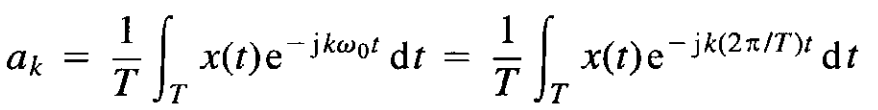 a_k = \frac{1}{T} \int_T x(t) e^{-jk\omega_0 t} dt = \frac{1}{T} \int_T x(t) e^{-jk(2\pi/T)t} dt